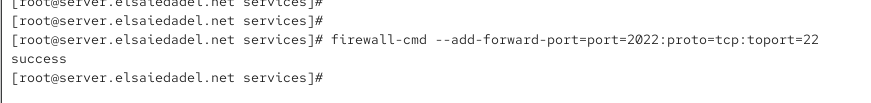 [root@server.elsaiedadel.net services]#
[root@server.elsaiedadel.net services]#
[root@server.elsaiedadel.net services]# firewall-cmd --add-forward-port=port=2022:proto=tcp:toport=22
success
[root@server.elsaiedadel.net services]#